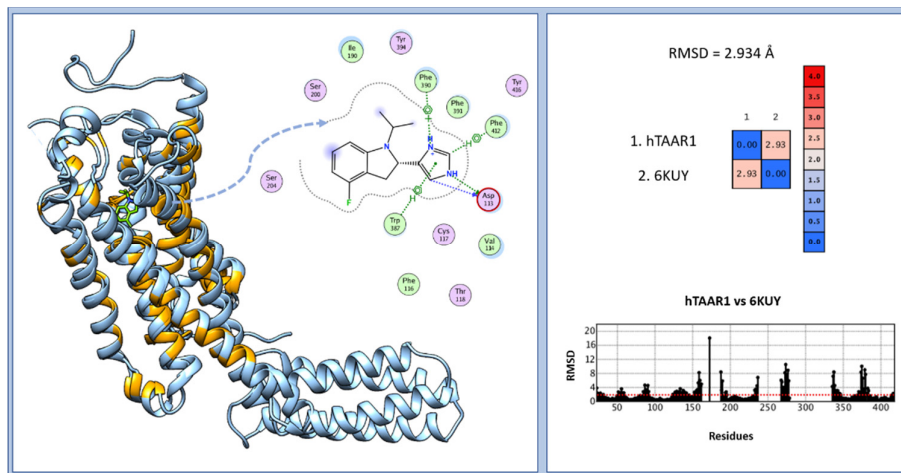 Ile
190
Tyr
394
Ser
200
Phe
390
Phe
391
Tyr
416
Phe
412
H
N
N
NH
Ser
204
F
H
Trp
387
Asp
113
Cys
117
Val
114
Phe
116
Thr
118
RMSD = 2.934 Å
1 2
1. hTAAR1
0.00 2.93
2. 6KUY
2.93 0.00
4.0
3.5
3.0
2.5
2.0
1.5
1.0
0.5
0.0
hTAAR1 vs 6KUY
RMSD
20
16
12
8
4
0
50 100 150 200 250 300 350 400
Residues